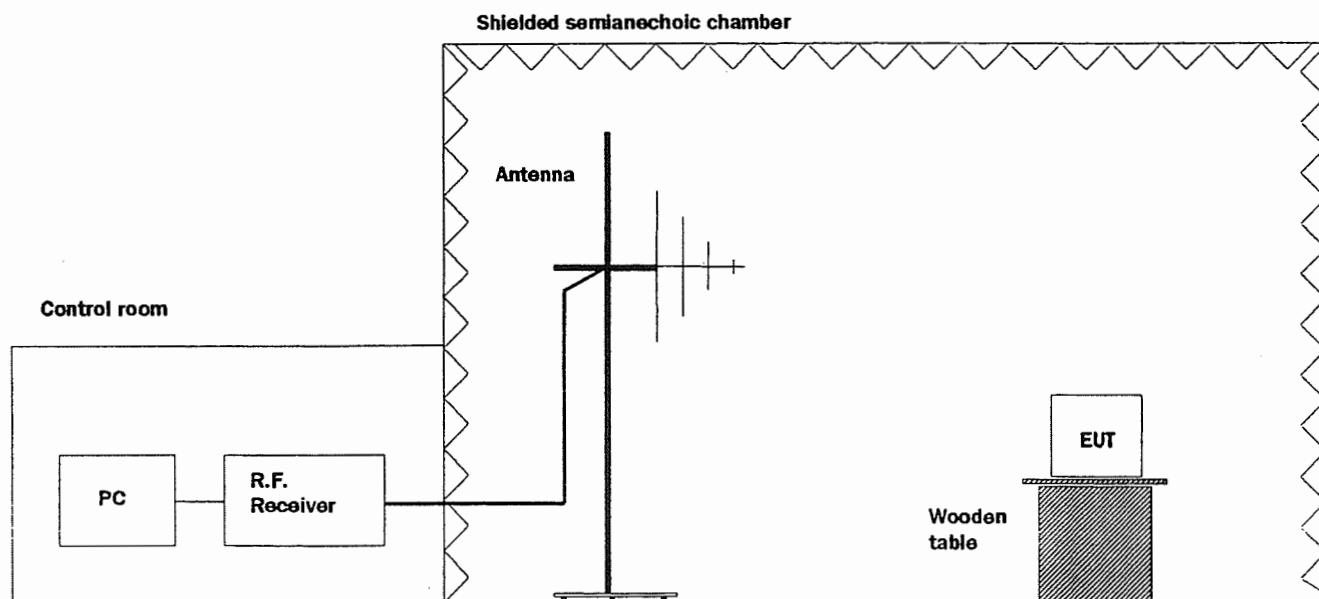 Shielded semianechoic chamber
Antenna
Control room
PC
R.F.
Receiver
EUT
Wooden
table